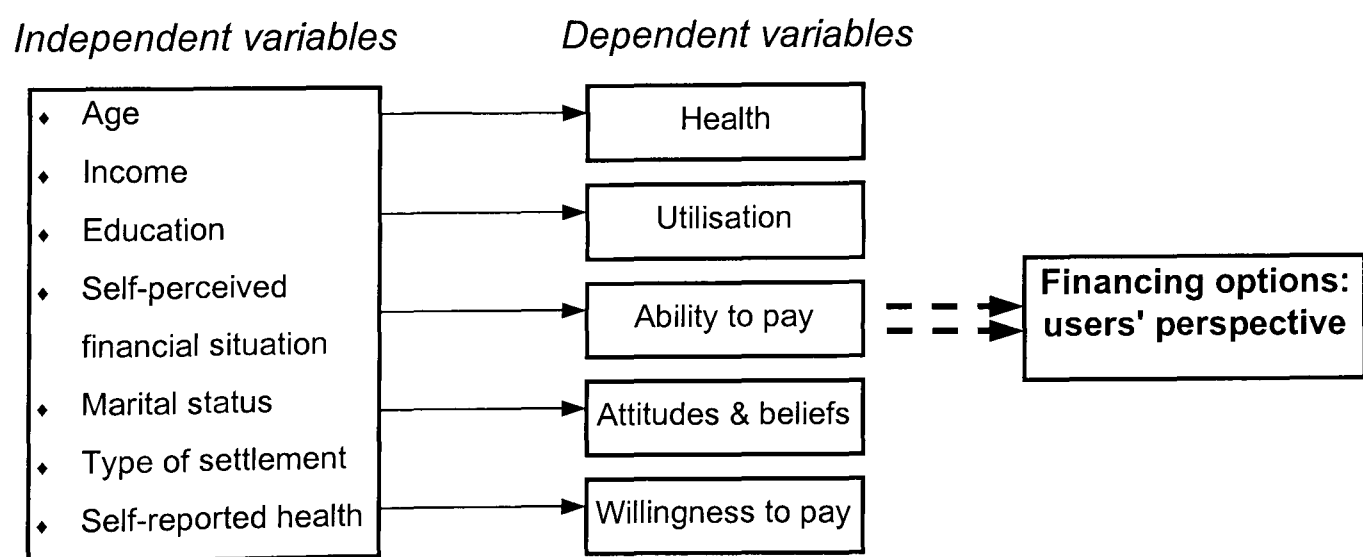 Independent variables
Dependent variables
♦ Age
♦ Income
♦ Education
♦ Self-perceived
financial situation
♦ Marital status
♦ Type of settlement
♦ Self-reported health
Health
Utilisation
Ability to pay
Attitudes & beliefs
Willingness to pay
Financing options:
users' perspective